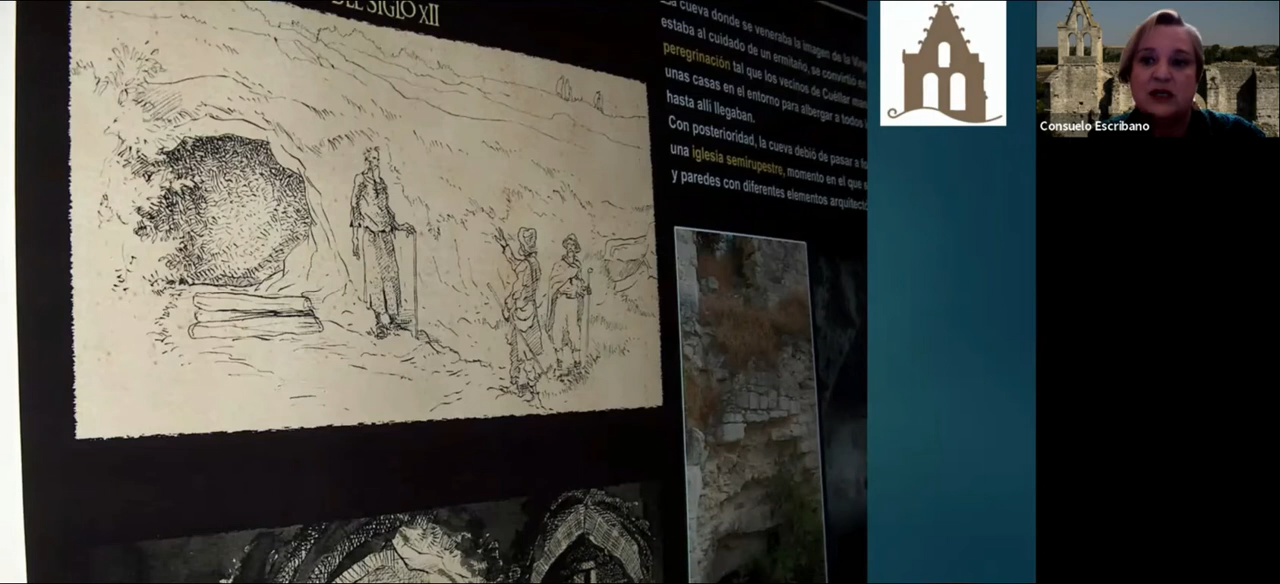 DEL SIGLO XII
La cueva donde se veneraba la imagen de la
estaba al cuidado de un ermitaño, se convirtió en
peregrinación tal que los vecinos de Cuéllar
unas casas en el entorno para albergar a todos
hasta allí llegaban.
Con posterioridad, la cueva debió de pasar a
una iglesia semirupestre, momento en el que
y paredes con diferentes elementos
Consuelo Escribano